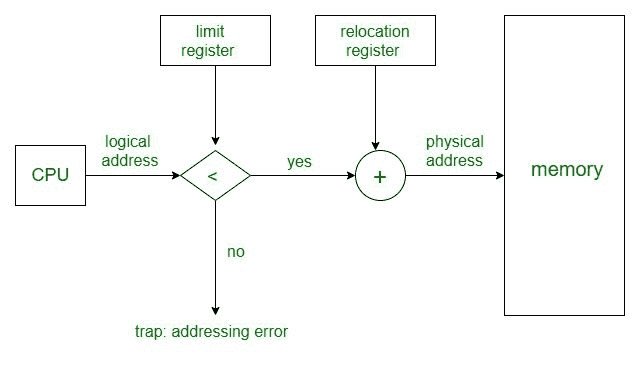 limit
register
relocation
register
CPU
logical
address
<
yes
+
physical
address
memory
no
trap: addressing error